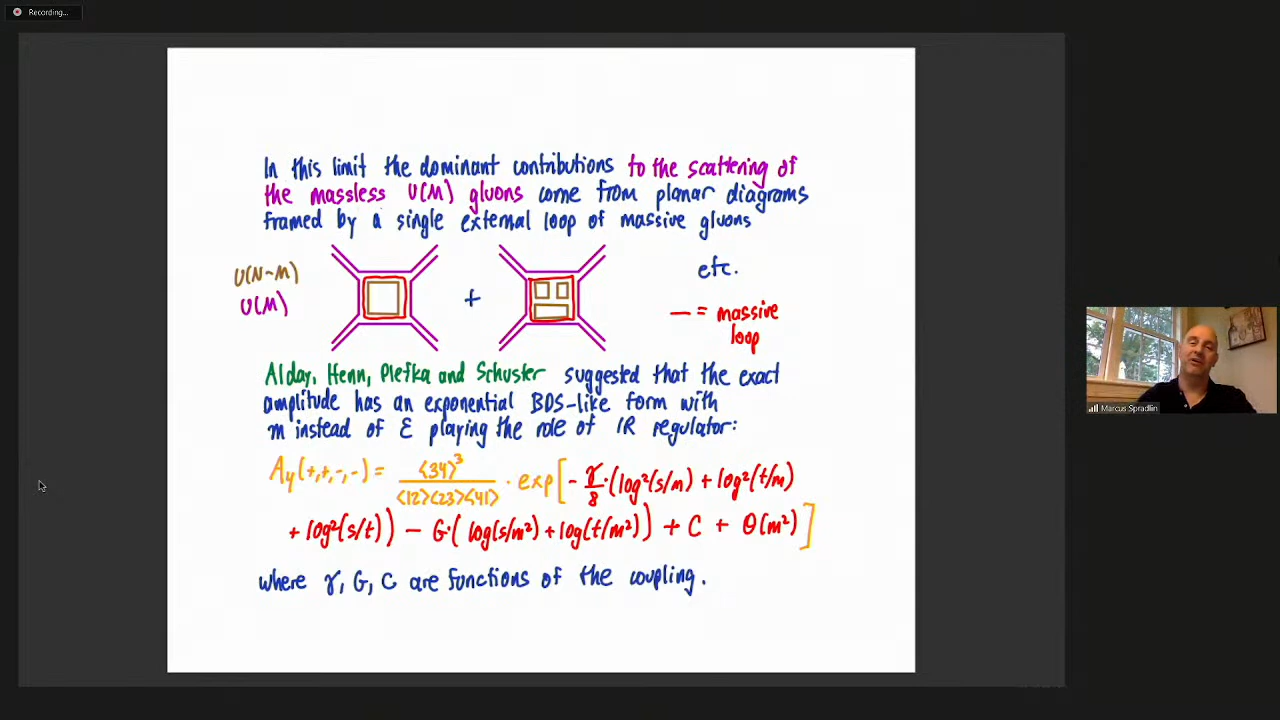 Recording...
In this limit the dominant contributions to the scattering of
the massless U(M) gluons come from planar diagrams
framed by a single external loop of massive gluons
U(N-M)
U(M)
+
etc.
— = massive
loop
Alday, Henn, Plefka and Schuster suggested that the exact
amplitude has an exponential BDS-like form with
m instead of ε playing the role of IR regulator:
A₄(+,+,-,-) = <34>³ / <12><23><41> · exp[ - γ/8 · (log²(s/m) + log²(t/m)
+ log²(s/t)) - G·(log(s/m²) + log(t/m²)) + C + O(m²) ]
where γ, G, C are functions of the coupling.
Marcus Spradlin